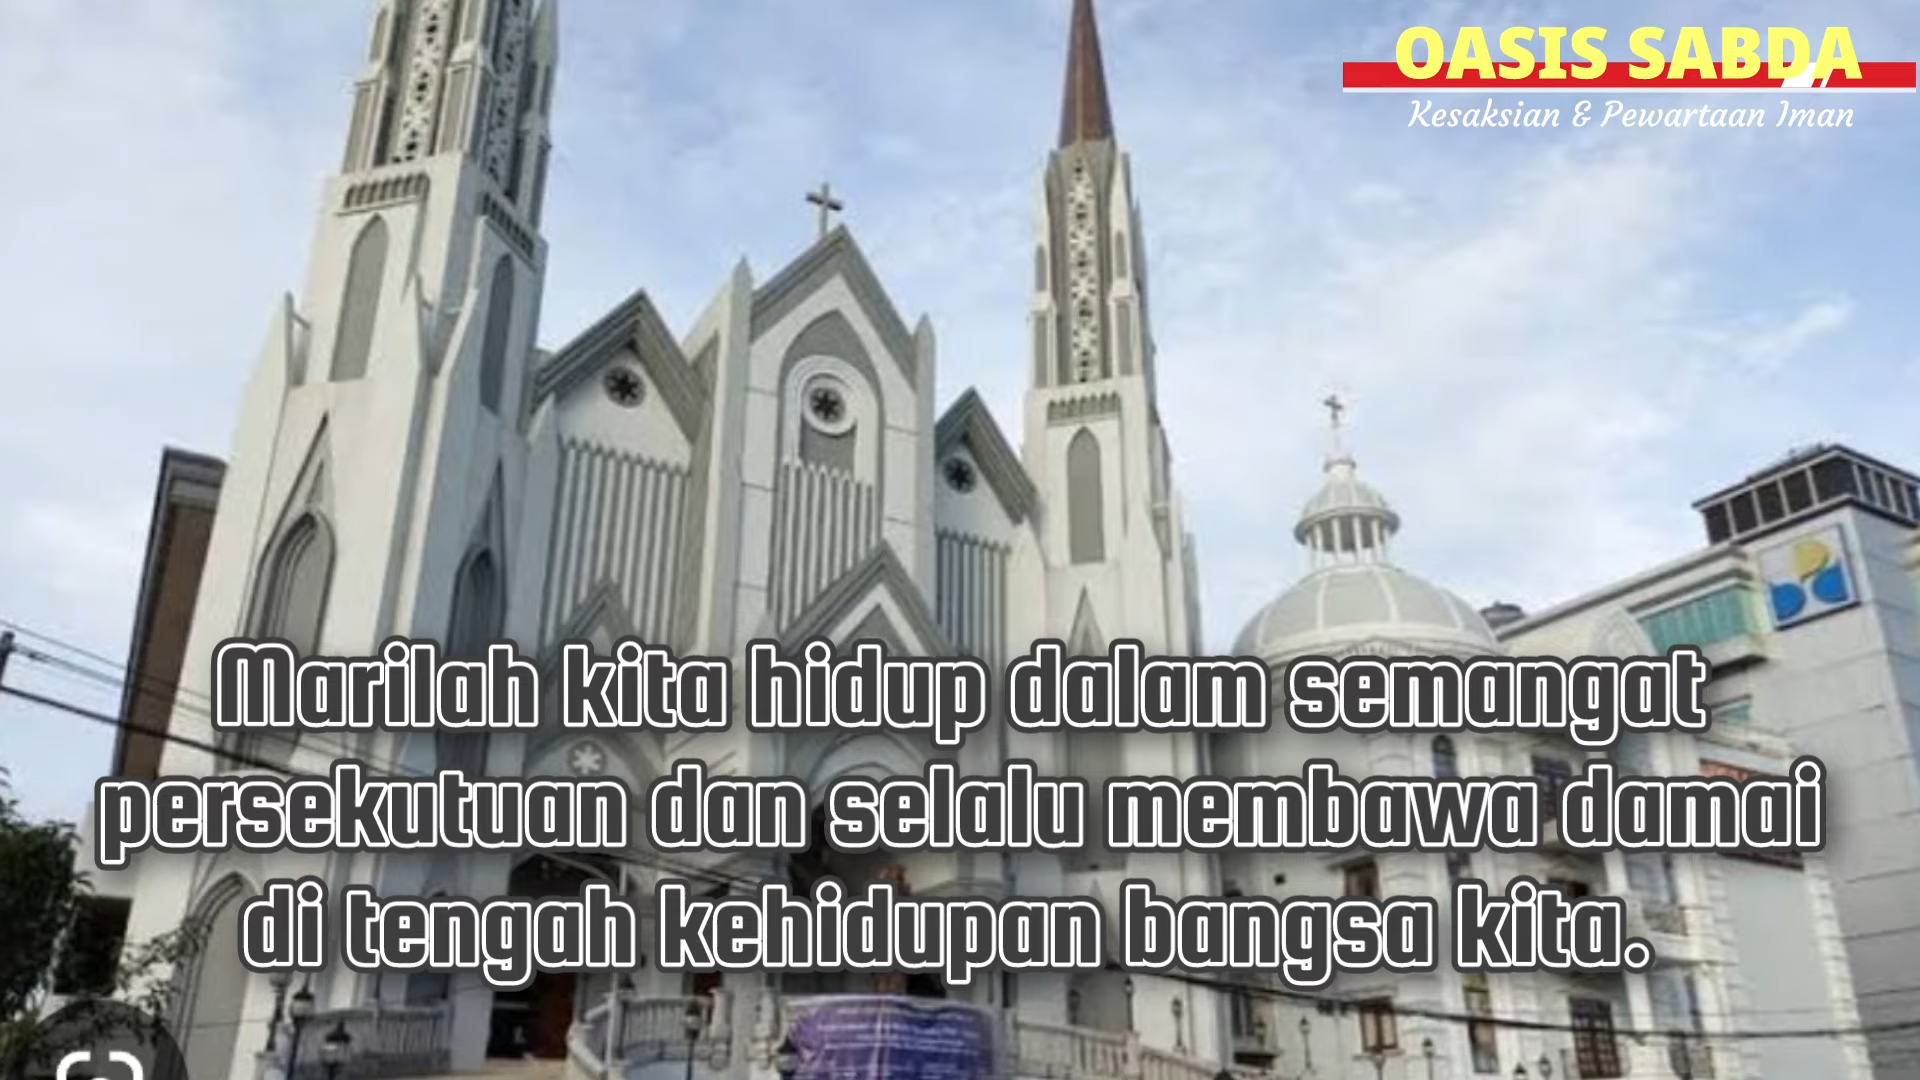 OASIS SABDA
Kesaksian & Pewartaan Iman
Marilah kita hidup dalam semangat
persekutuan dan selalu membawa damai
di tengah kehidupan bangsa kita.